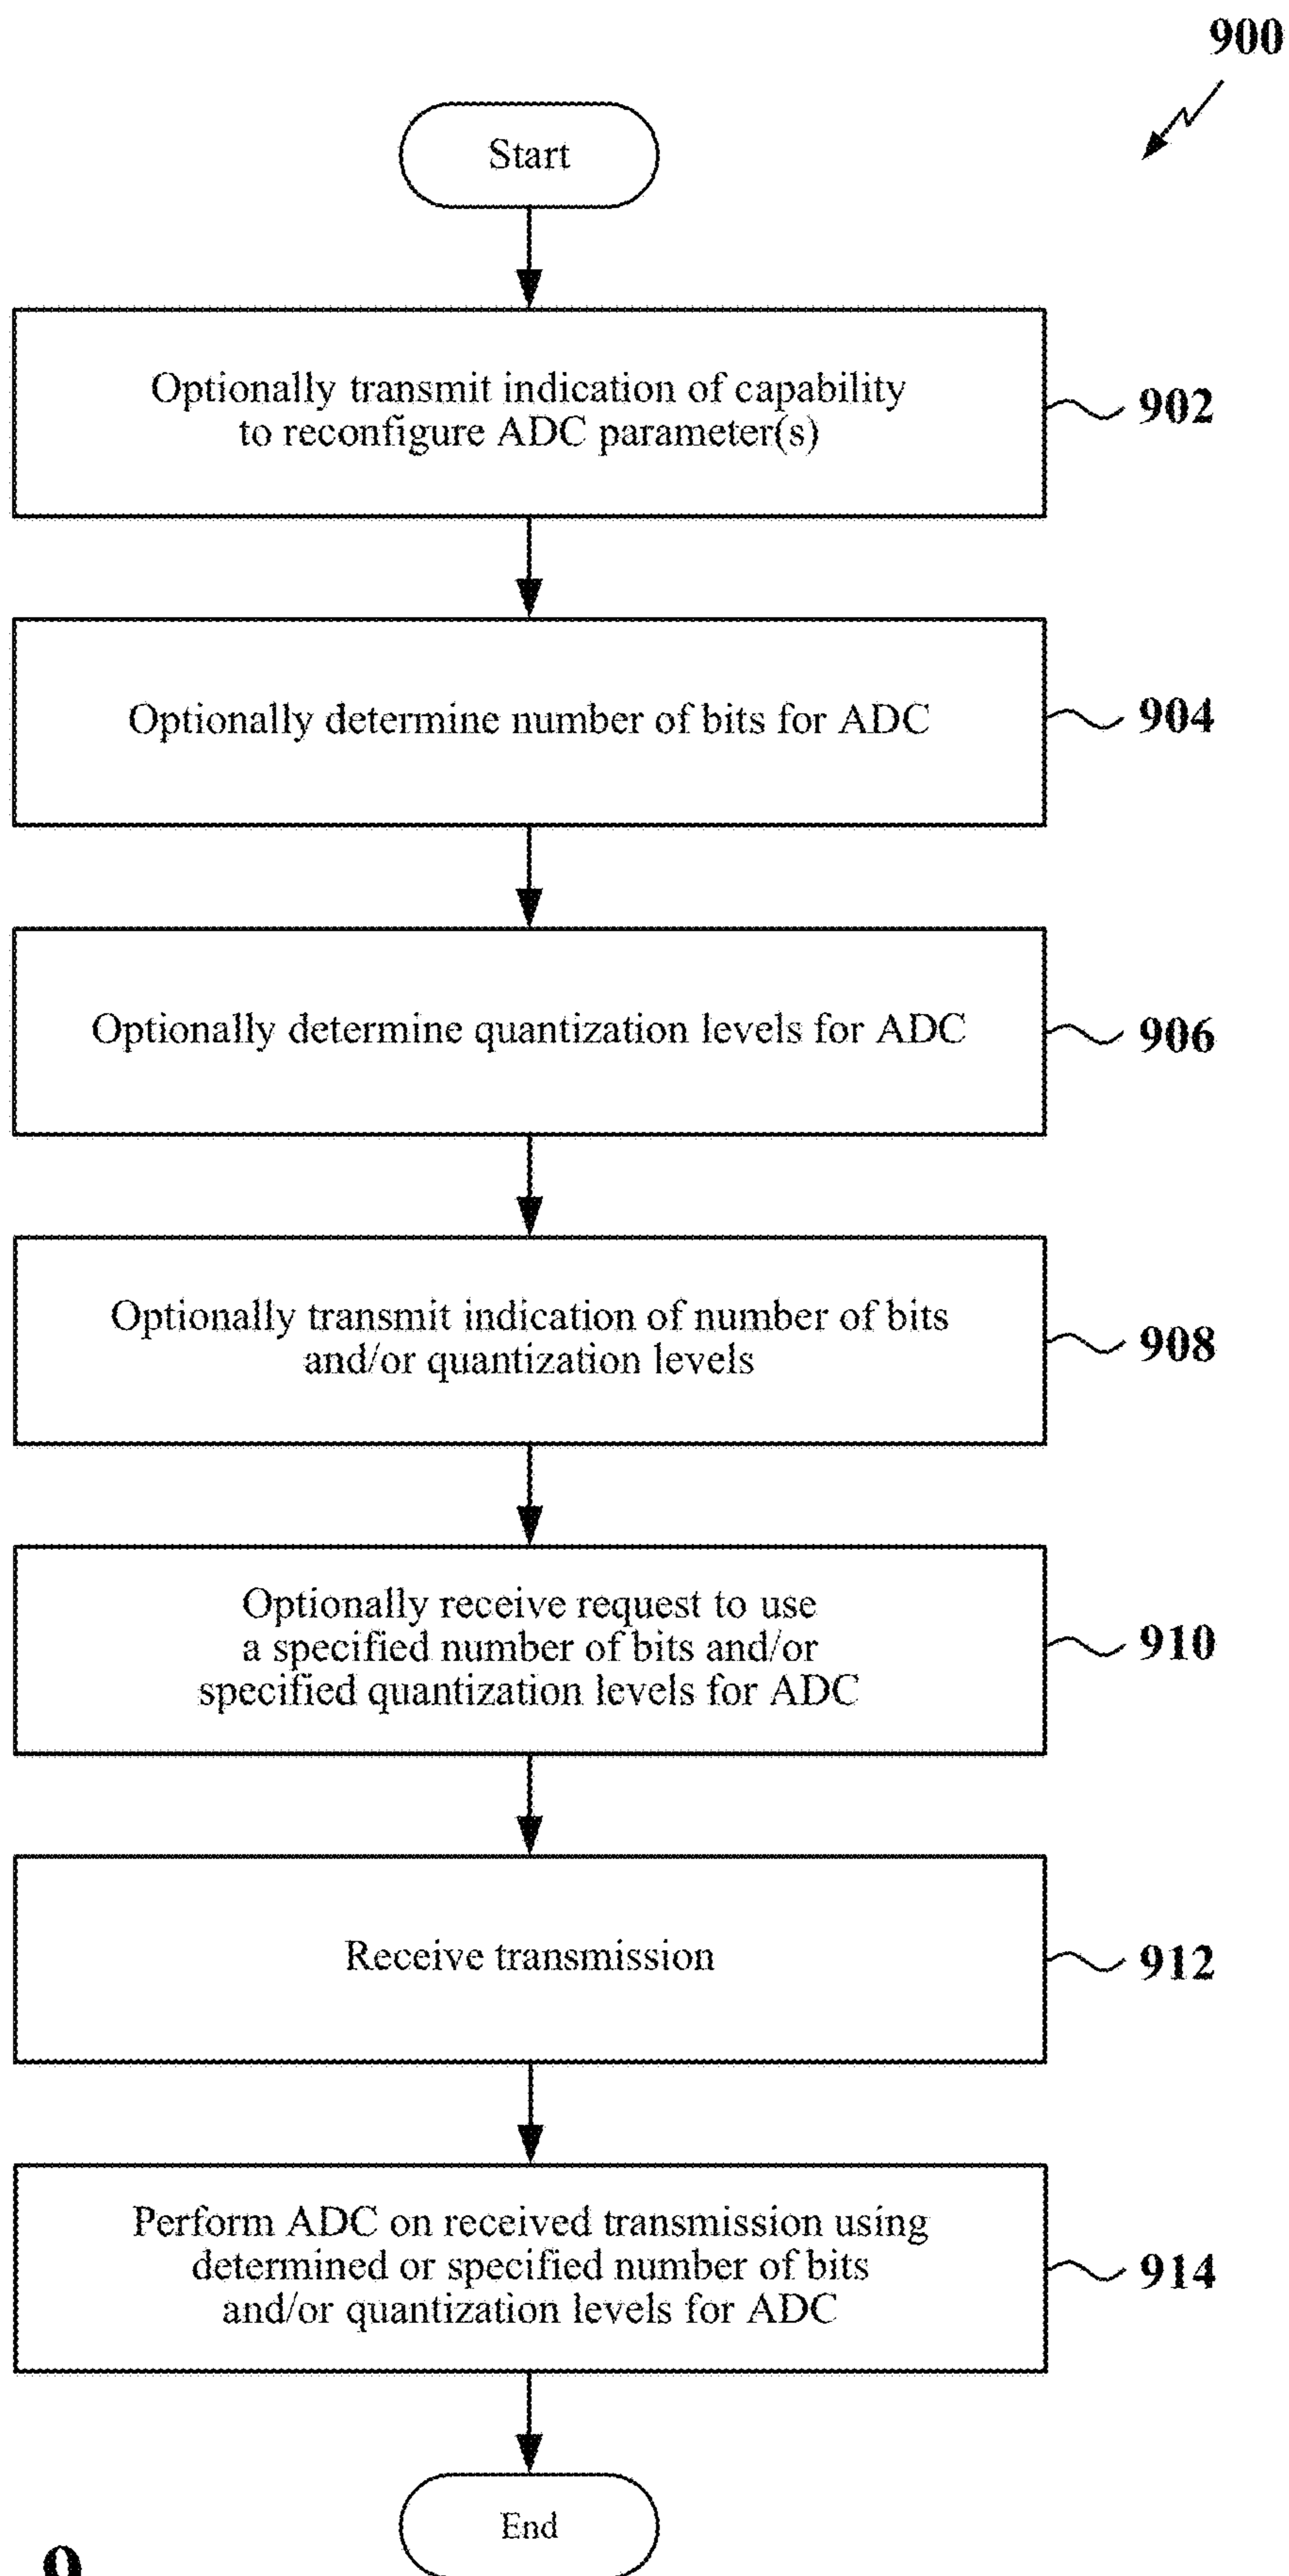 900
Start
Optionally transmit indication of capability
to reconfigure ADC parameter(s)
902
Optionally determine number of bits for ADC
904
Optionally determine quantization levels for ADC
906
Optionally transmit indication of number of bits
and/or quantization levels
908
Optionally receive request to use
a specified number of bits and/or
specified quantization levels for ADC
910
Receive transmission
912
Perform ADC on received transmission using
determined or specified number of bits
and/or quantization levels for ADC
914
End
9